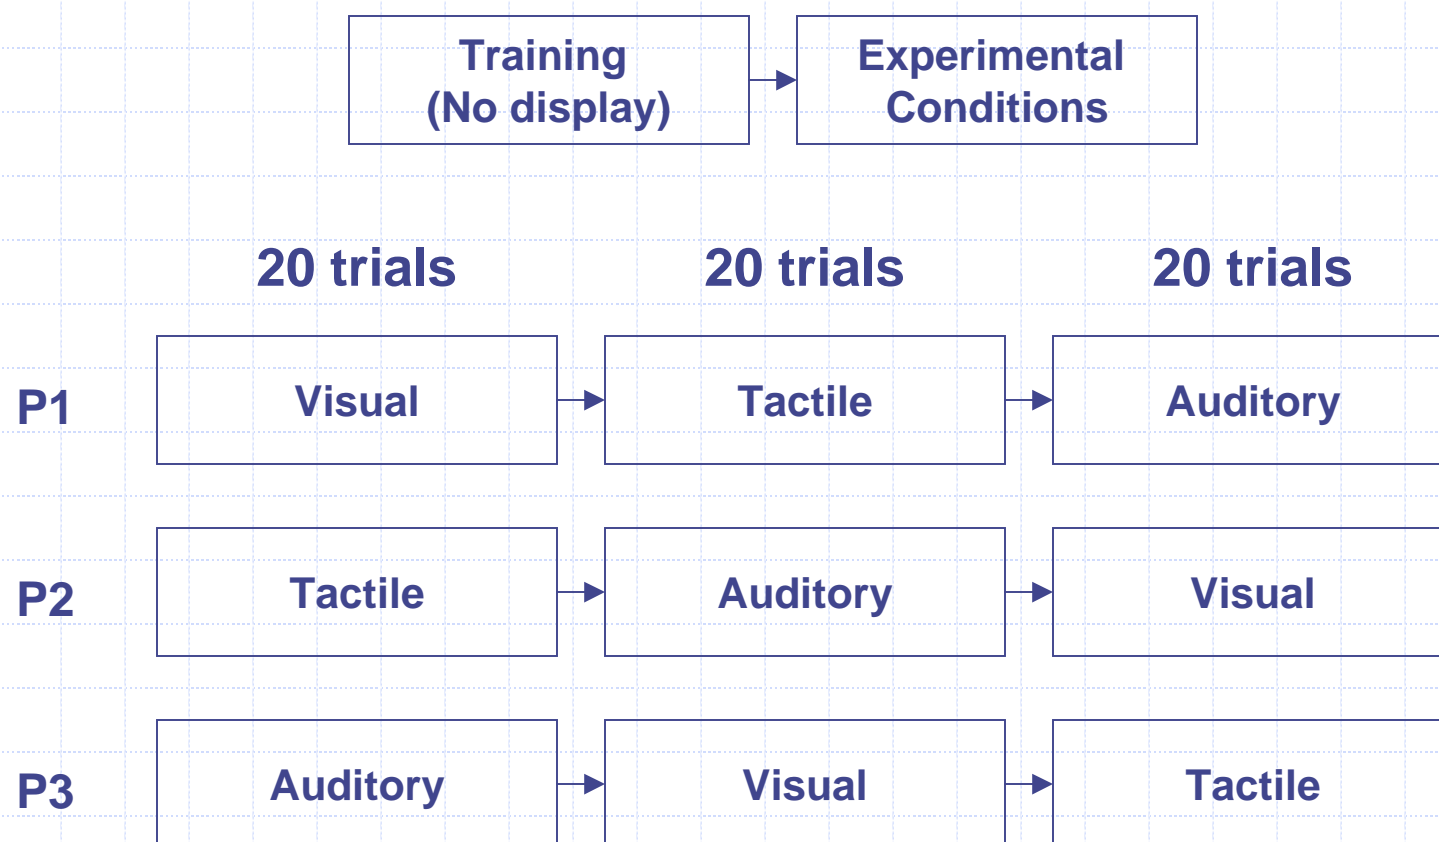 Training
(No display)
Experimental
Conditions
20 trials 20 trials 20 trials
P1 Visual Tactile Auditory
P2 Tactile Auditory Visual
P3 Auditory Visual Tactile